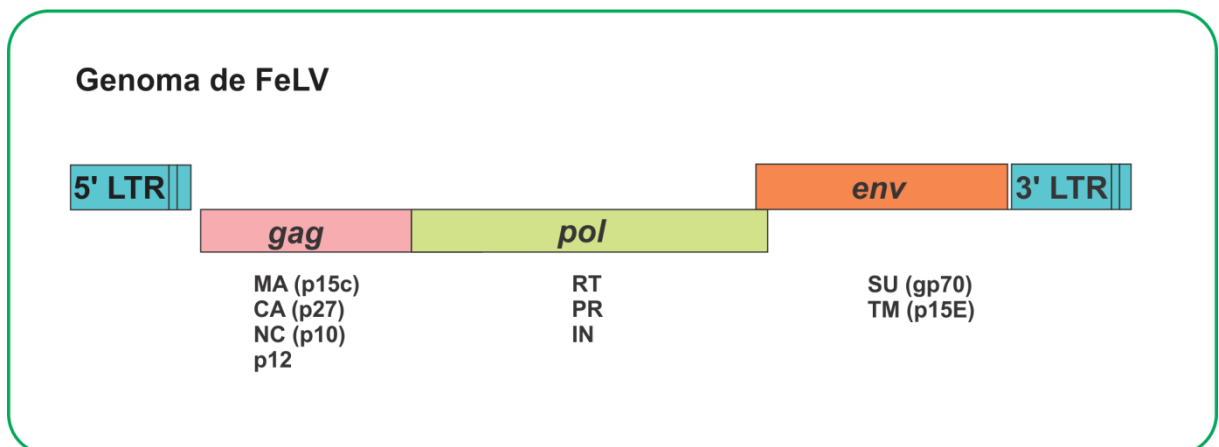 Genoma de FeLV
5' LTR
env
3' LTR
gag
pol
MA (p15c)
CA (p27)
NC (p10)
p12
RT
PR
IN
SU (gp70)
TM (p15E)